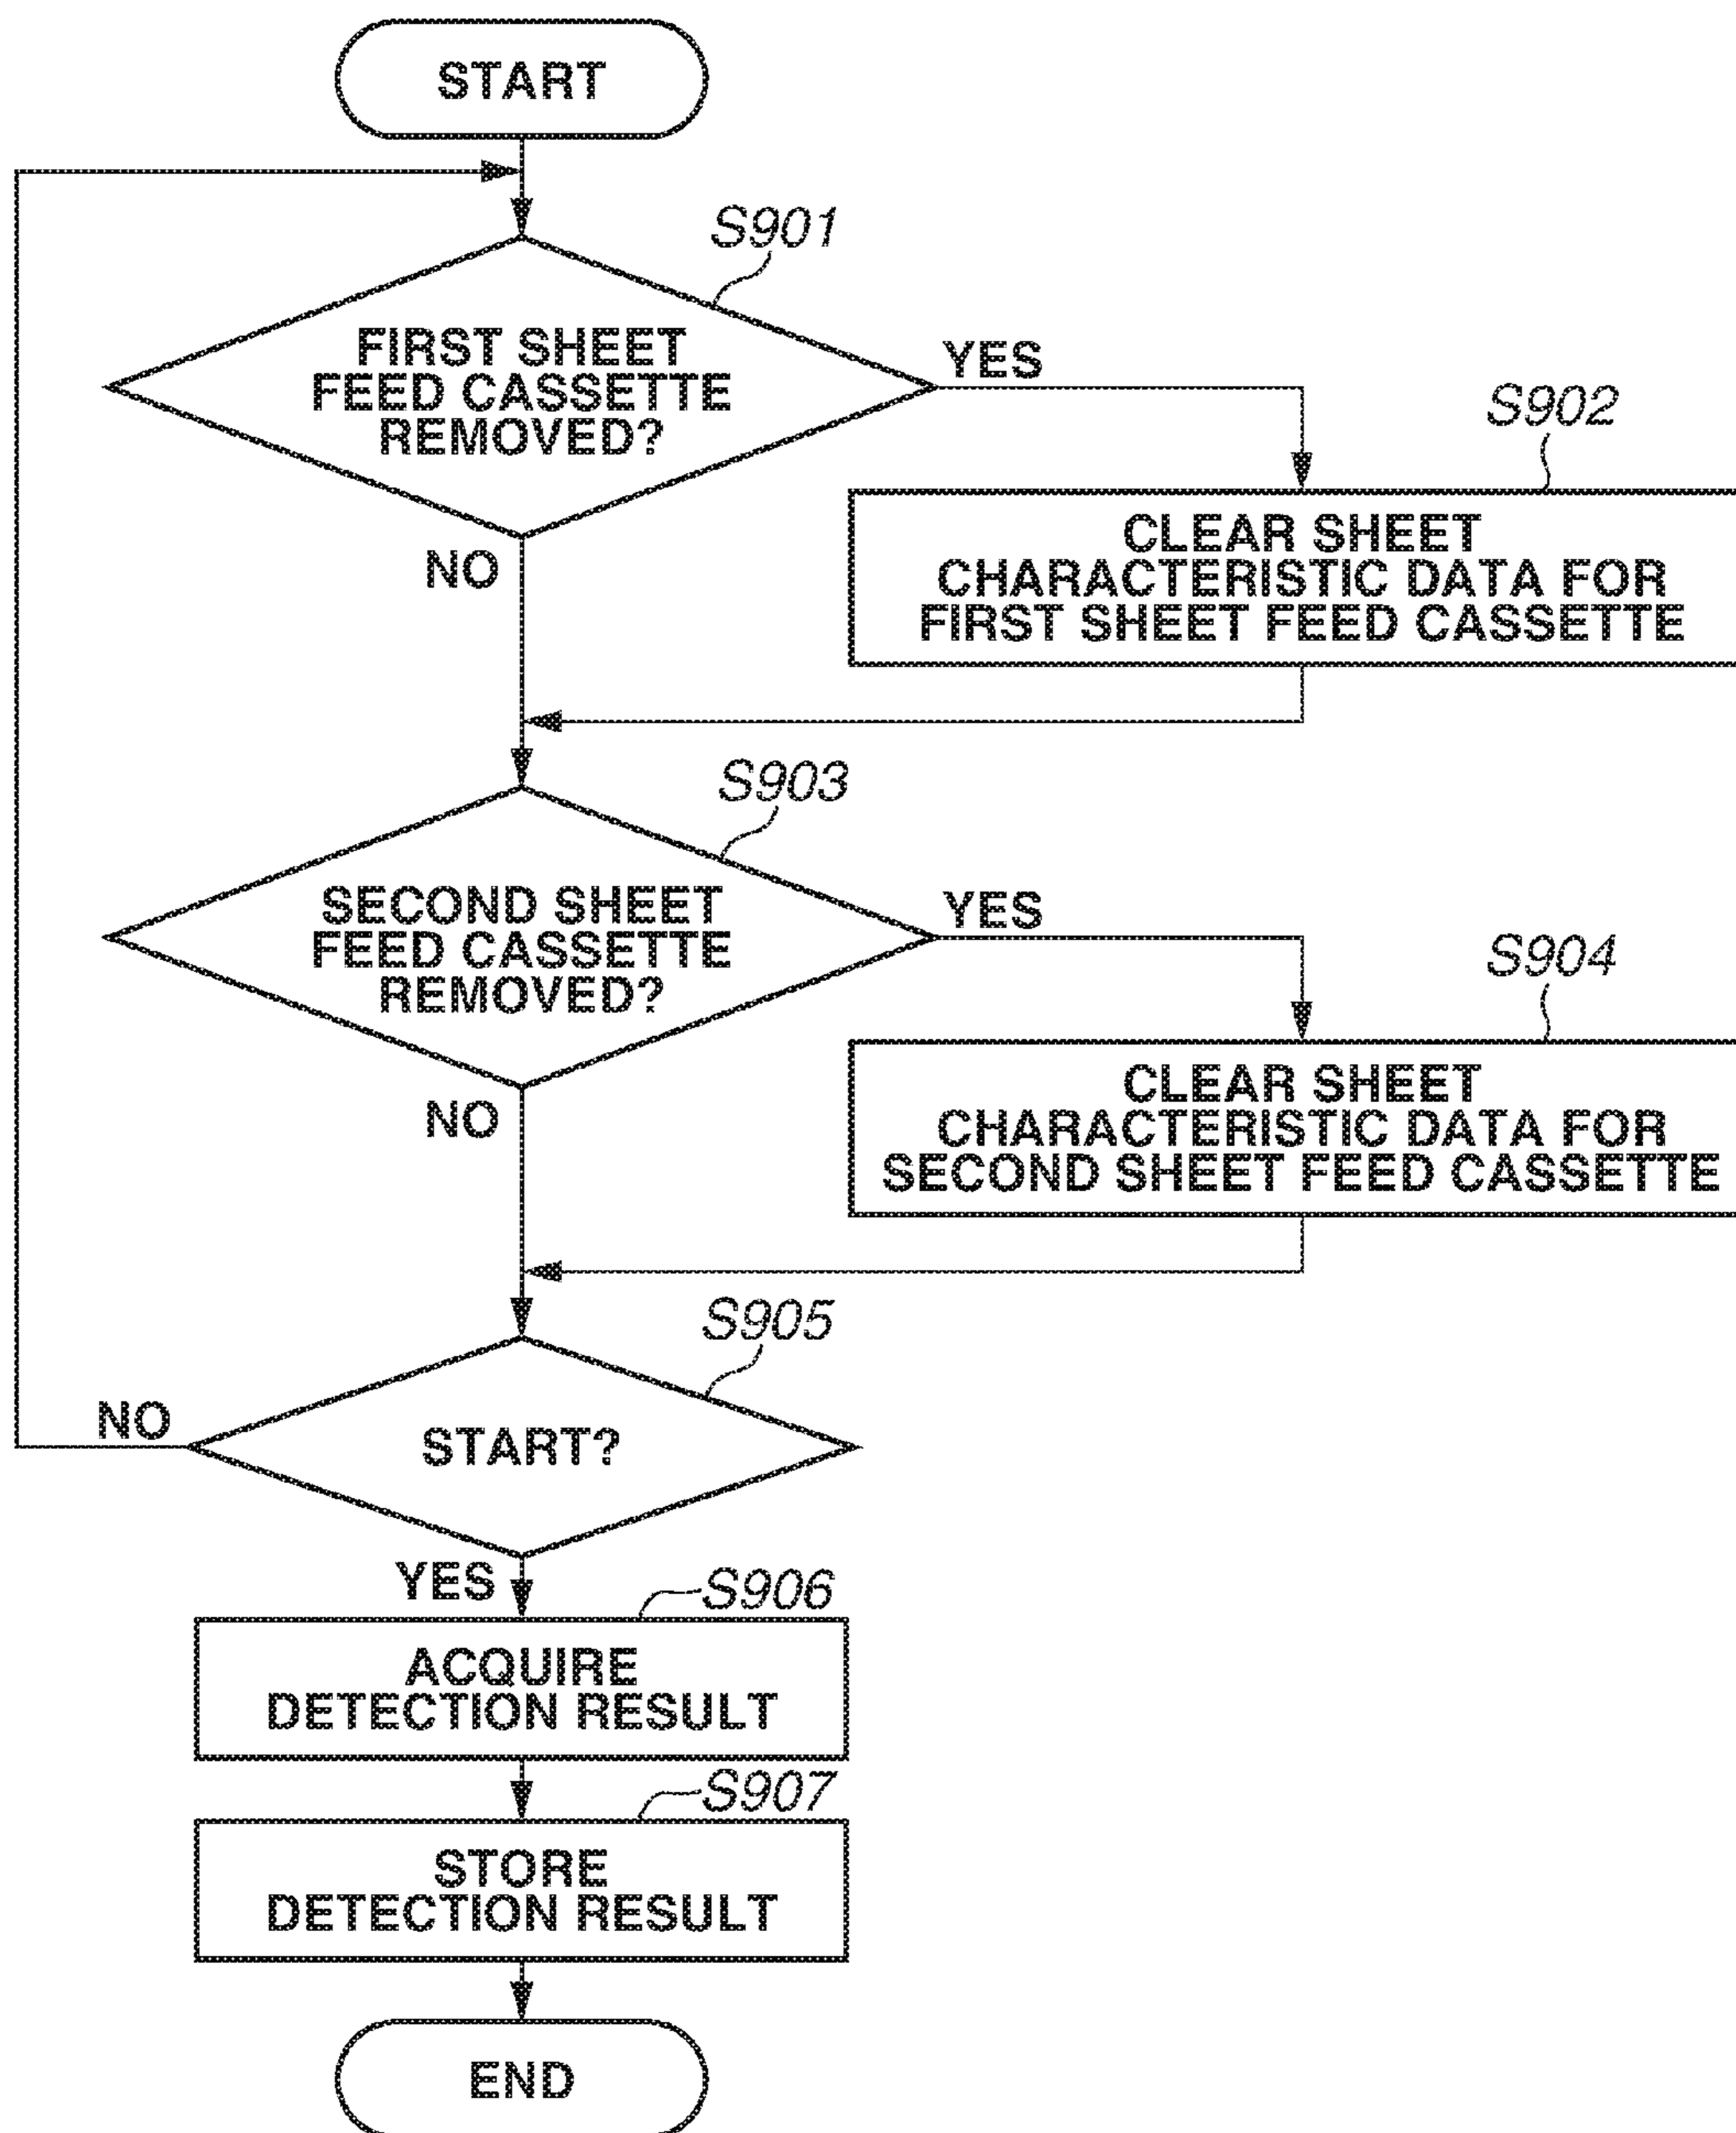 START
S901
FIRST SHEET
FEED CASSETTE
REMOVED?
YES
NO
S902
CLEAR SHEET
CHARACTERISTIC DATA FOR
FIRST SHEET FEED CASSETTE
S903
SECOND SHEET
FEED CASSETTE
REMOVED?
YES
NO
S904
CLEAR SHEET
CHARACTERISTIC DATA FOR
SECOND SHEET FEED CASSETTE
S905
START?
NO
YES
S906
ACQUIRE
DETECTION RESULT
S907
STORE
DETECTION RESULT
END